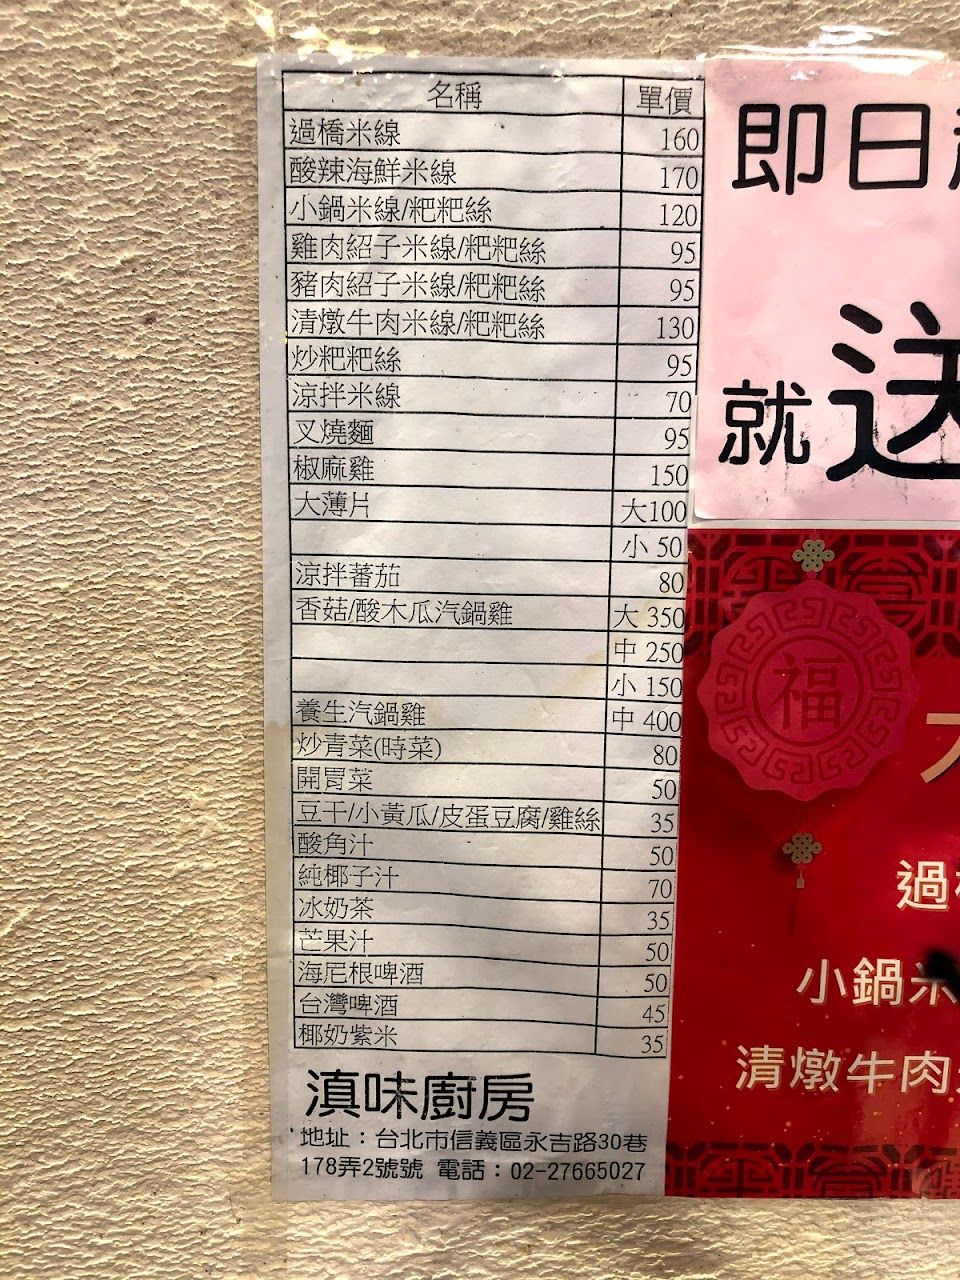 名稱 單價
過橋米線 160
酸辣海鮮米線 170
小鍋米線/粑粑絲 120
雞肉紹子米線/粑粑絲 95
豬肉紹子米線/粑粑絲 95
清燉牛肉米線/粑粑絲 130
炒粑粑絲 95
涼拌米線 70
叉燒麵 95
椒麻雞 150
大薄片 大100
小 50
涼拌蕃茄 80
香菇/酸木瓜汽鍋雞 大 350
中 250
小 150
養生汽鍋雞 中 400
炒青菜(時菜) 80
開胃菜 50
豆干/小黃瓜/皮蛋豆腐/雞絲 35
酸角汁 50
純椰子汁 70
冰奶茶 35
芒果汁 50
海尼根啤酒 50
台灣啤酒 45
椰奶紫米 35
滇味廚房
地址：台北市信義區永吉路30巷
178弄2號號 電話：02-27665027
即日
就送
福
過
小鍋米
清燉牛肉